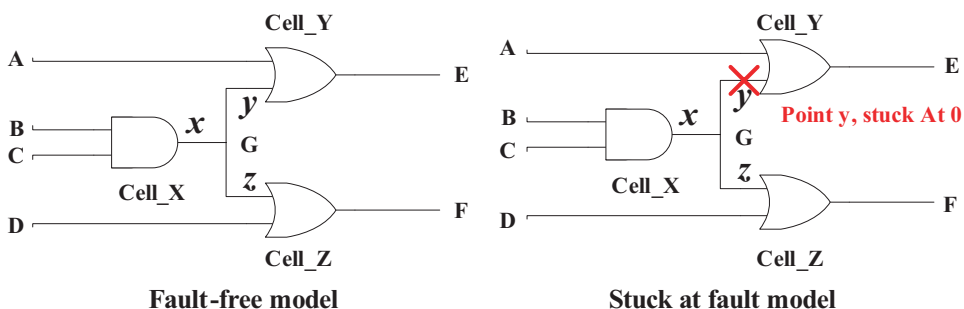 Cell_Y
A
E
y
B
x
G
C
z
Cell_X
D
F
Cell_Z
Fault-free model
Cell_Y
A
E
y
Point y, stuck At 0
B
x
G
C
z
Cell_X
D
F
Cell_Z
Stuck at fault model